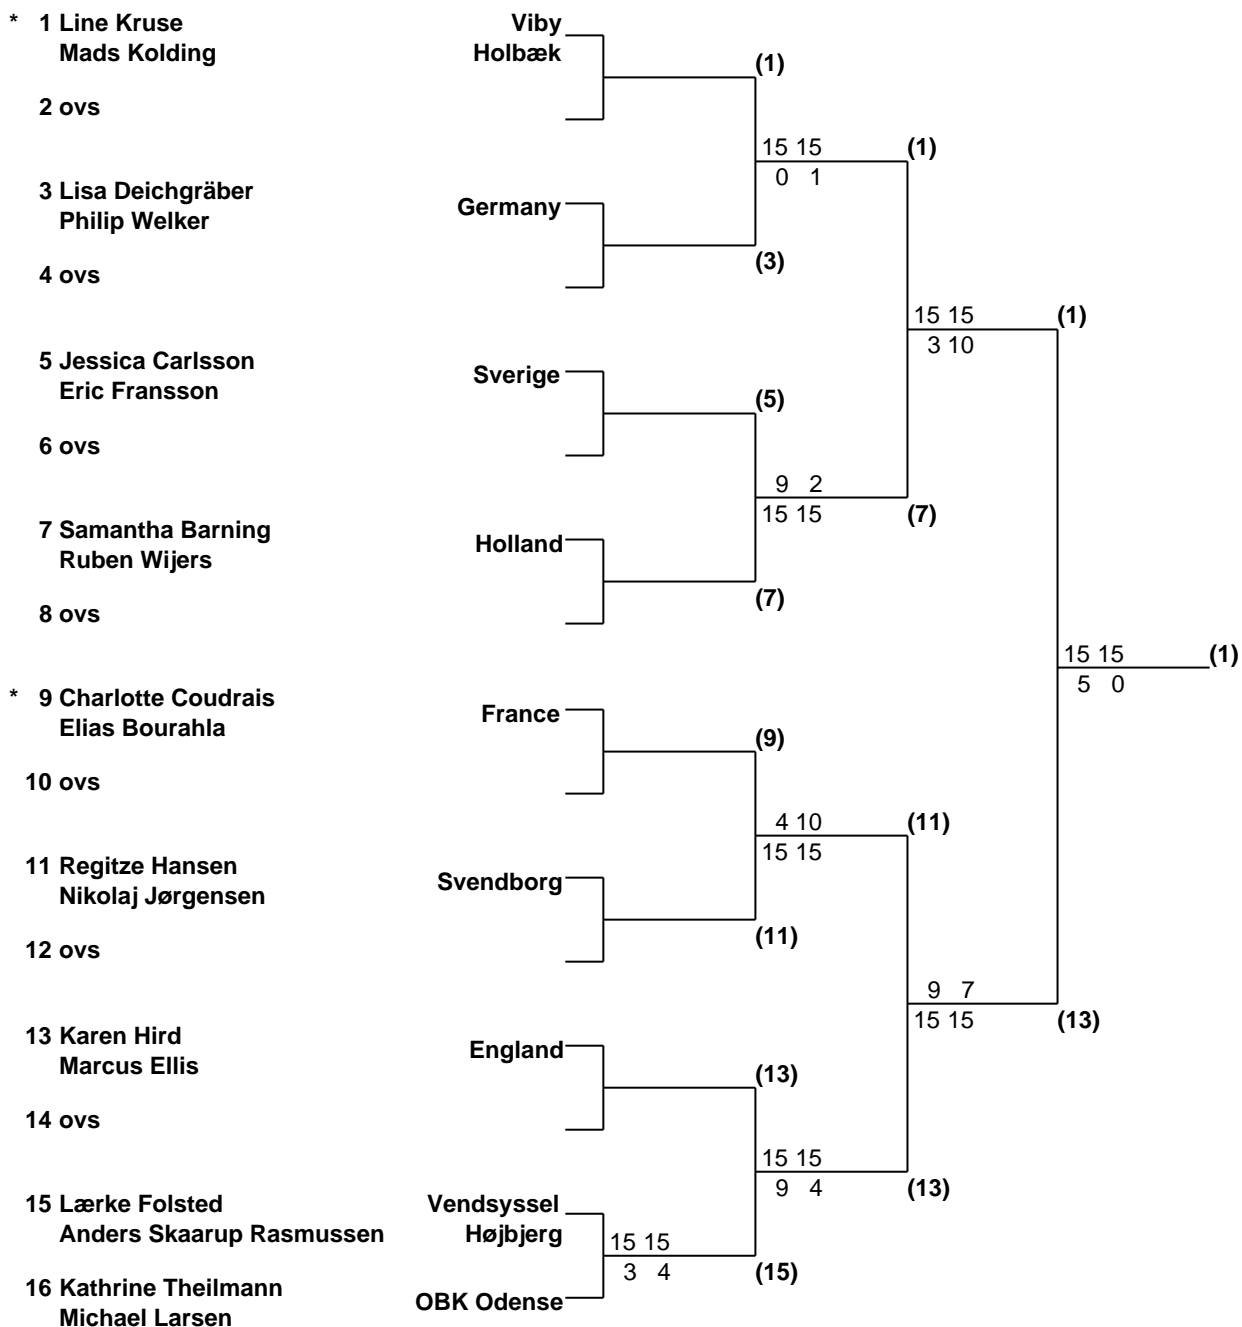 * 1 Line Kruse Viby
Mads Kolding Holbæk
(1)
2 ovs
15 15 (1)
0 1
3 Lisa Deichgräber Germany
Philip Welker
(3)
4 ovs
15 15 (1)
3 10
5 Jessica Carlsson Sverige
Eric Fransson
(5)
6 ovs
9 2
15 15 (7)
7 Samantha Barning Holland
Ruben Wijers
(7)
8 ovs
15 15 (1)
5 0
* 9 Charlotte Coudrais France
Elias Bourahla
(9)
10 ovs
4 10 (11)
15 15
11 Regitze Hansen Svendborg
Nikolaj Jørgensen
(11)
12 ovs
9 7
15 15 (13)
13 Karen Hird England
Marcus Ellis
(13)
14 ovs
15 15
9 4 (13)
15 Lærke Folsted Vendsyssel
Anders Skaarup Rasmussen Højbjerg
15 15
3 4 (15)
16 Kathrine Theilmann OBK Odense
Michael Larsen